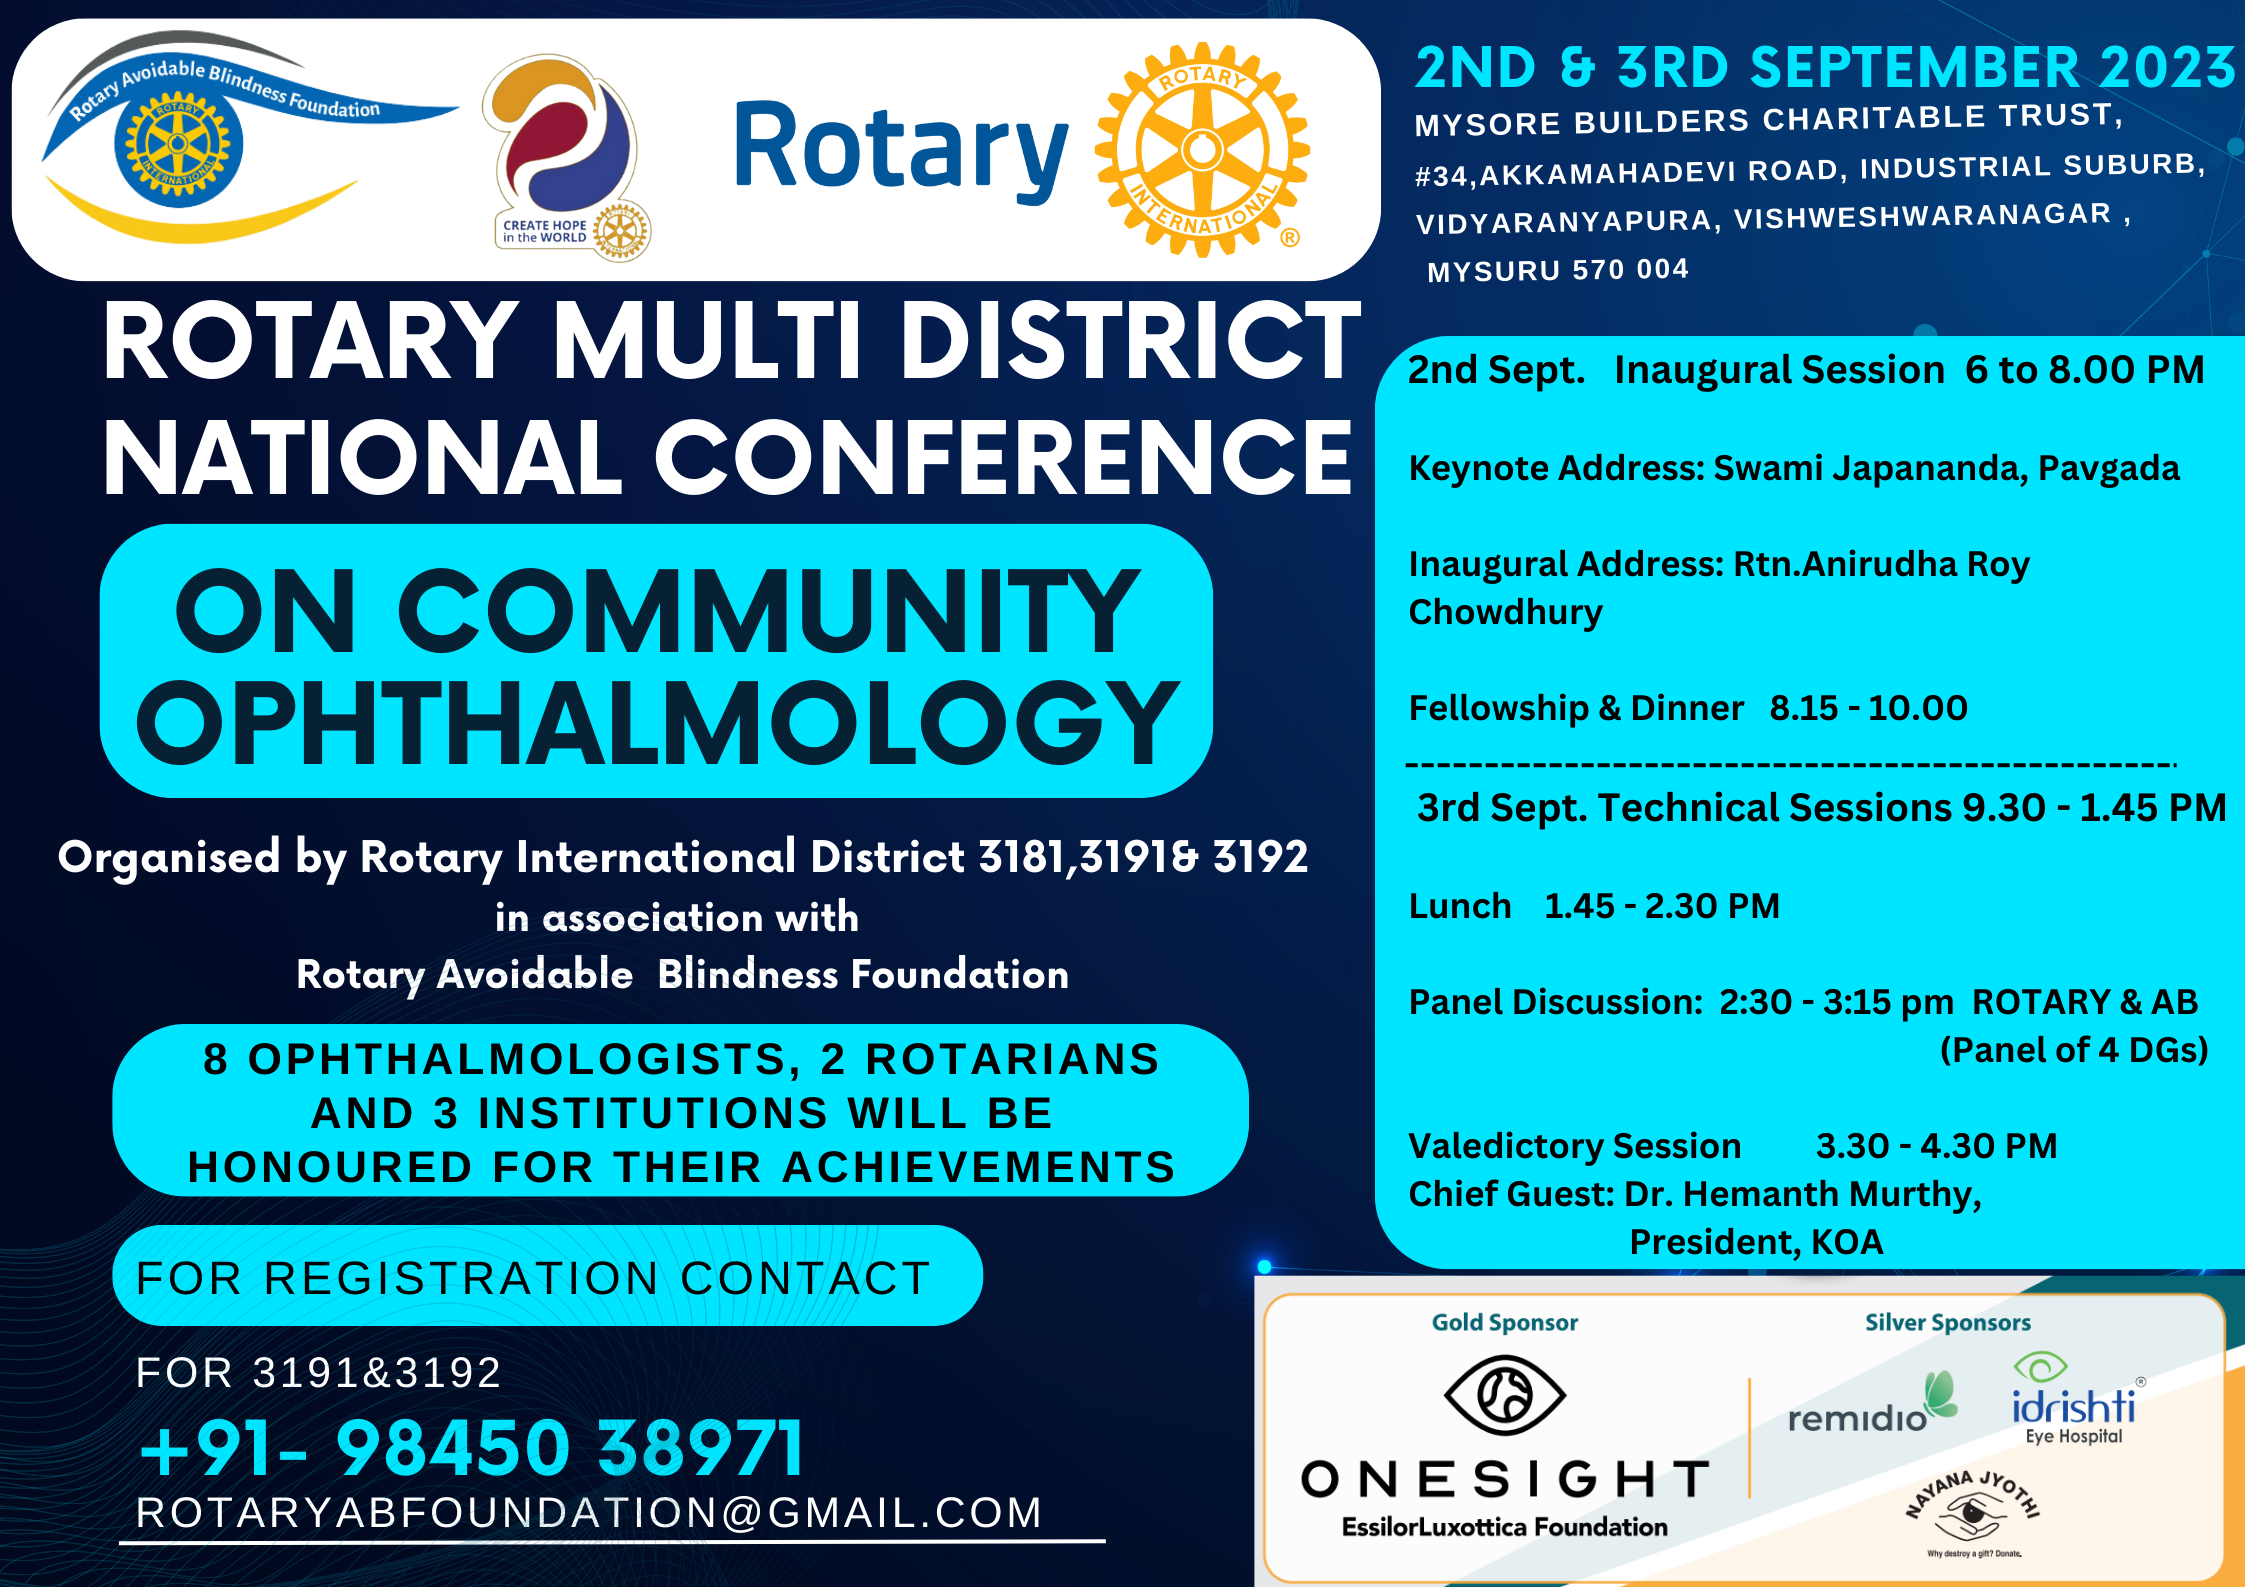 Rotary Avoidable Blindness Foundation
ROTARY
INTERNATIONAL
CREATE HOPE
in the WORLD
Rotary
ROTARY
INTERNATIONAL
®
ROTARY MULTI DISTRICT
NATIONAL CONFERENCE
ON COMMUNITY
OPHTHALMOLOGY
Organised by Rotary International District 3181,3191& 3192
in association with
Rotary Avoidable Blindness Foundation
8 OPHTHALMOLOGISTS, 2 ROTARIANS
AND 3 INSTITUTIONS WILL BE
HONOURED FOR THEIR ACHIEVEMENTS
FOR REGISTRATION CONTACT
FOR 3191&3192
+91- 98450 38971
ROTARYABFOUNDATION@GMAIL.COM
2ND & 3RD SEPTEMBER 2023
MYSORE BUILDERS CHARITABLE TRUST,
#34,AKKAMAHADEVI ROAD, INDUSTRIAL SUBURB,
VIDYARANYAPURA, VISHWESHWARANAGAR ,
MYSURU 570 004
2nd Sept. Inaugural Session 6 to 8.00 PM
Keynote Address: Swami Japananda, Pavgada
Inaugural Address: Rtn.Anirudha Roy
Chowdhury
Fellowship & Dinner 8.15 - 10.00
3rd Sept. Technical Sessions 9.30 - 1.45 PM
Lunch 1.45 - 2.30 PM
Panel Discussion: 2:30 - 3:15 pm ROTARY & AB
(Panel of 4 DGs)
Valedictory Session 3.30 - 4.30 PM
Chief Guest: Dr. Hemanth Murthy,
President, KOA
Gold Sponsor
ONESIGHT
EssilorLuxottica Foundation
Silver Sponsors
remidio
idrishti ®
Eye Hospital
NAYANA JYOTHI
Why destroy a gift? Donate.